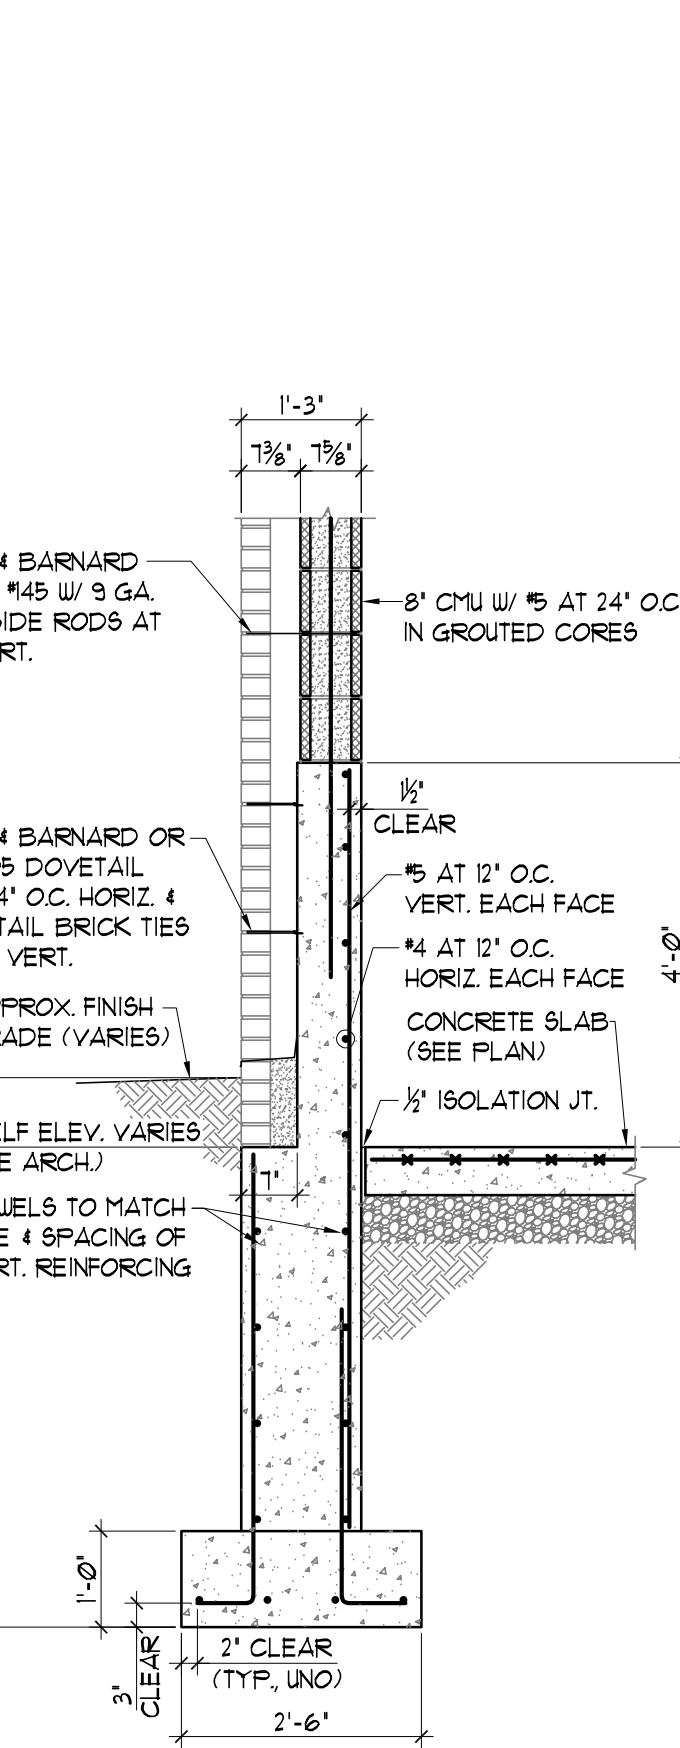 1'-3"
7⅜" 7⅝"
& BARNARD
#145 W/ 9 GA.
SIDE RODS AT
RT.
8" CMU W/ #5 AT 24" O.C.
IN GROUTED CORES
1½"
CLEAR
& BARNARD OR
5 DOVETAIL
4" O.C. HORIZ. &
TAIL BRICK TIES
VERT.
#5 AT 12" O.C.
VERT. EACH FACE
#4 AT 12" O.C.
HORIZ. EACH FACE
4'-0"
PPROX. FINISH
RADE (VARIES)
CONCRETE SLAB
(SEE PLAN)
½" ISOLATION JT.
ELF ELEV. VARIES
E ARCH.)
7"
WELS TO MATCH
E & SPACING OF
RT. REINFORCING
1'-0"
3"
CLEAR
2" CLEAR
(TYP., UNO)
2'-6"